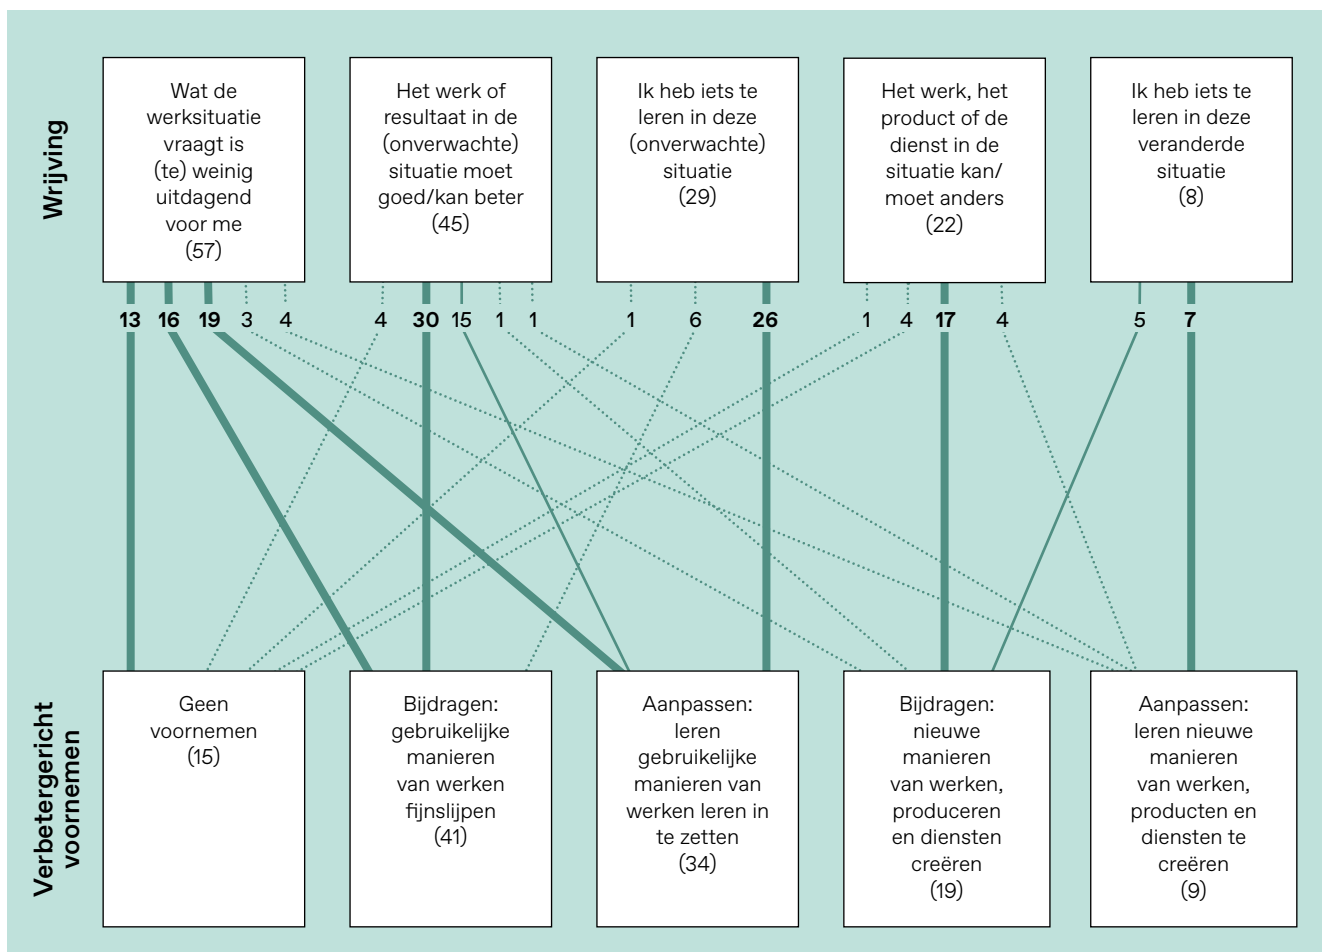 Wrijving
Wat de
werksituatie
vraagt is
(te) weinig
uitdagend
voor me
(57)
Het werk of
resultaat in de
(onverwachte)
situatie moet
goed/kan beter
(45)
Ik heb iets te
leren in deze
(onverwachte)
situatie
(29)
Het werk, het
product of de
dienst in de
situatie kan/
moet anders
(22)
Ik heb iets te
leren in deze
veranderde
situatie
(8)
13 16 19 3 4 4 30 15 1 1 1 6 26 1 4 17 4 5 7
Verbetergericht
voornemen
Geen
voornemen
(15)
Bijdragen:
gebruikelijke
manieren
van werken
fijnslijpen
(41)
Aanpassen:
leren
gebruikelijke
manieren van
werken leren in
te zetten
(34)
Bijdragen:
nieuwe
manieren
van werken,
produceren
en diensten
creëren
(19)
Aanpassen:
leren nieuwe
manieren
van werken,
producten en
diensten te
creëren
(9)